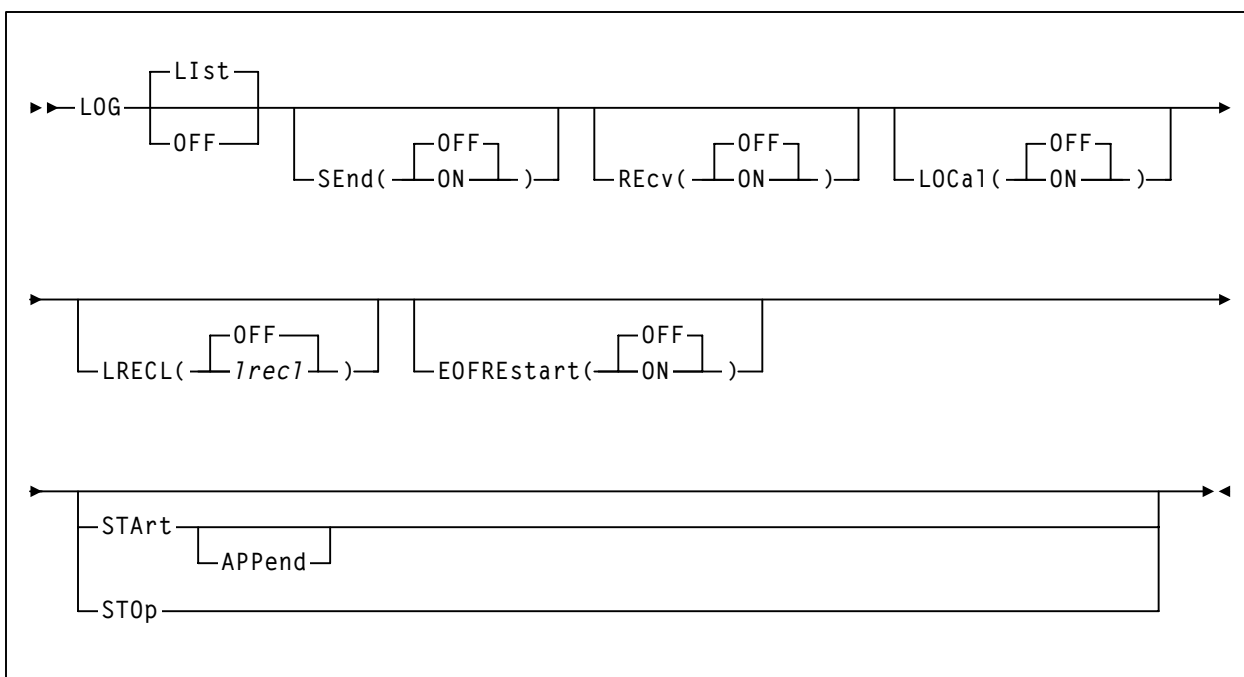 LIst
LOG
OFF
OFF OFF OFF
SEnd( ON ) REcv( ON ) LOCal( ON )
OFF OFF
LRECL( lrecl ) EOFREstart( ON )
STArt
APPend
STOp